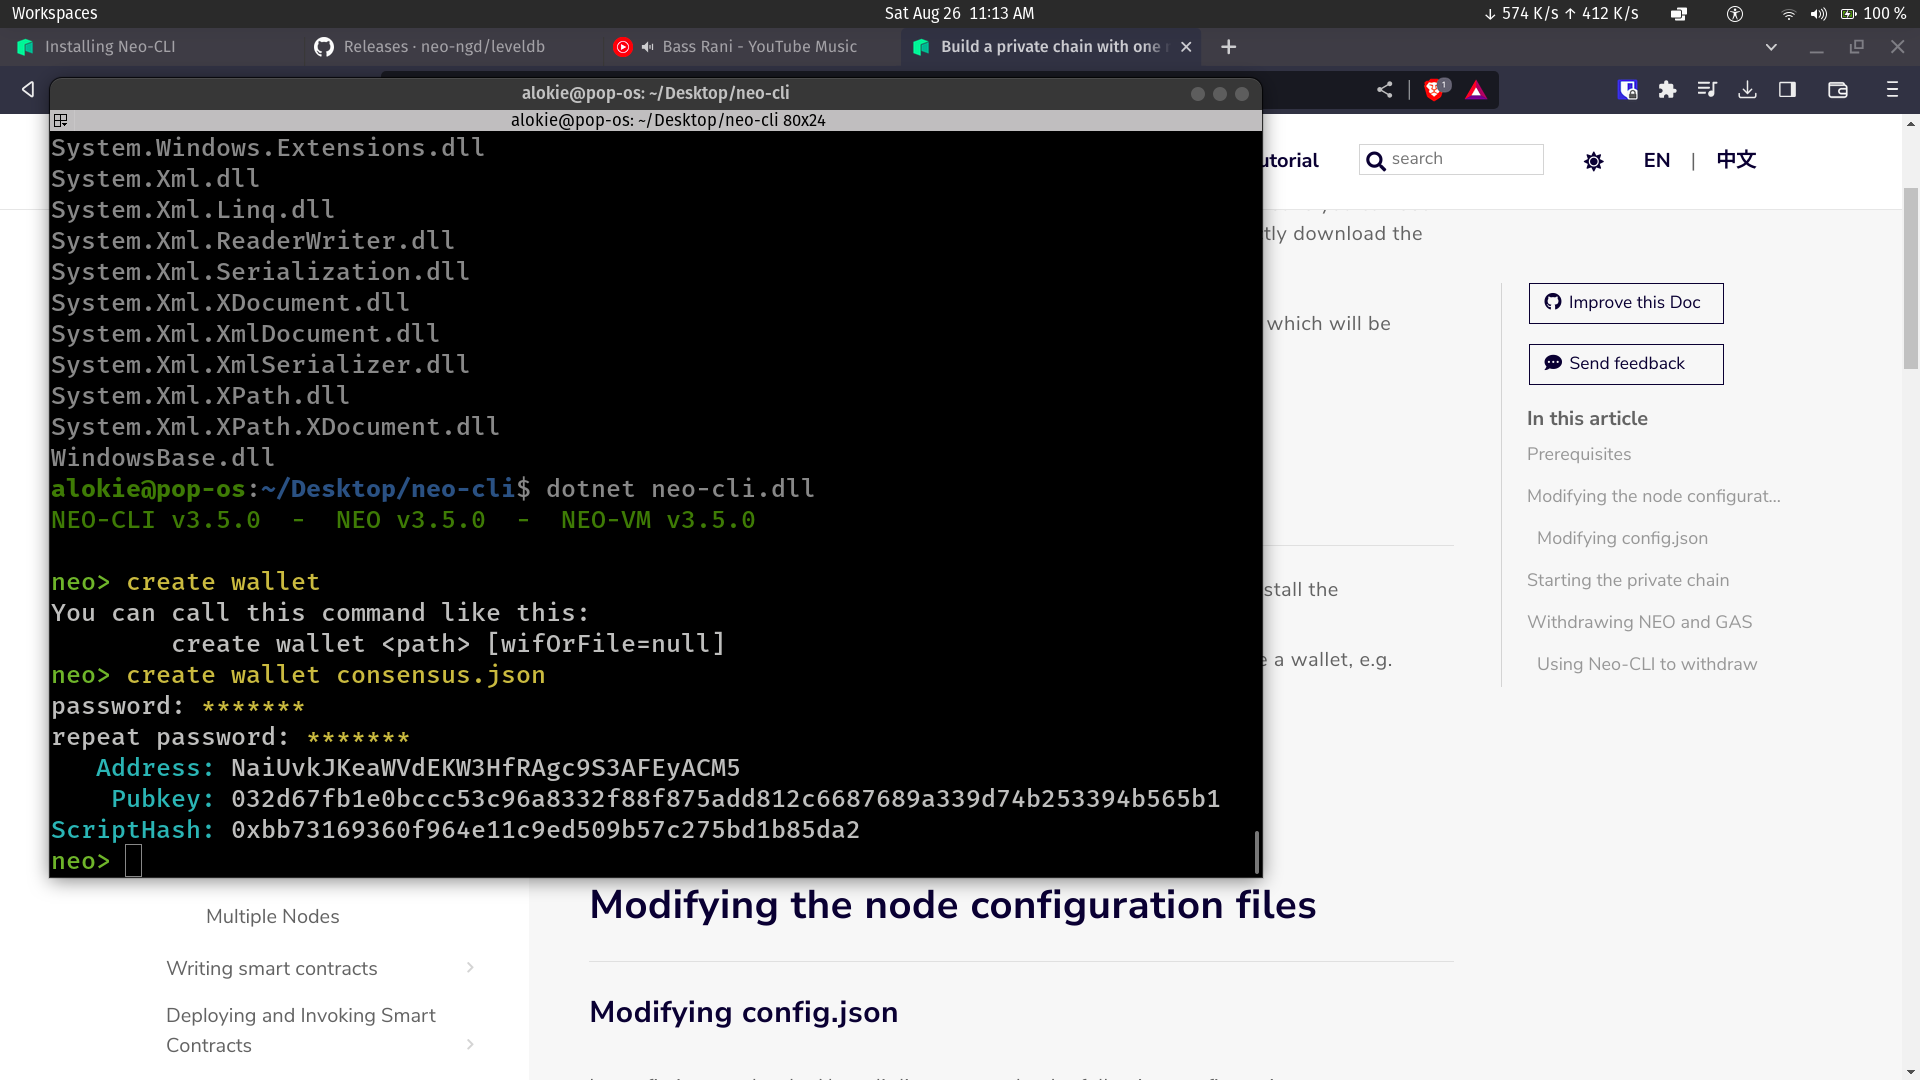 Workspaces
Sat Aug 26 11:13 AM
↓ 574 K/s ↑ 412 K/s
100 %
Installing Neo-CLI
Releases · neo-ngd/leveldb
Bass Rani - YouTube Music
Build a private chain with one
alokie@pop-os: ~/Desktop/neo-cli
1
alokie@pop-os: ~/Desktop/neo-cli 80x24
System.Windows.Extensions.dll
System.Xml.dll
System.Xml.Linq.dll
System.Xml.ReaderWriter.dll
System.Xml.Serialization.dll
System.Xml.XDocument.dll
System.Xml.XmlDocument.dll
System.Xml.XmlSerializer.dll
System.Xml.XPath.dll
System.Xml.XPath.XDocument.dll
WindowsBase.dll
alokie@pop-os:~/Desktop/neo-cli$ dotnet neo-cli.dll
NEO-CLI v3.5.0 - NEO v3.5.0 - NEO-VM v3.5.0
neo> create wallet
You can call this command like this:
create wallet <path> [wifOrFile=null]
neo> create wallet consensus.json
password: *******
repeat password: *******
Address: NaiUvkJKeaWVdEKW3HfRAgc9S3AFEyACM5
Pubkey: 032d67fb1e0bccc53c96a8332f88f875add812c6687689a339d74b253394b565b1
ScriptHash: 0xbb73169360f964e11c9ed509b57c275bd1b85da2
neo>
utorial
search
EN | 中文
tly download the
which will be
stall the
e a wallet, e.g.
Improve this Doc
Send feedback
In this article
Prerequisites
Modifying the node configurat...
Modifying config.json
Starting the private chain
Withdrawing NEO and GAS
Using Neo-CLI to withdraw
Multiple Nodes
Writing smart contracts
Deploying and Invoking Smart
Contracts
Modifying the node configuration files
Modifying config.json